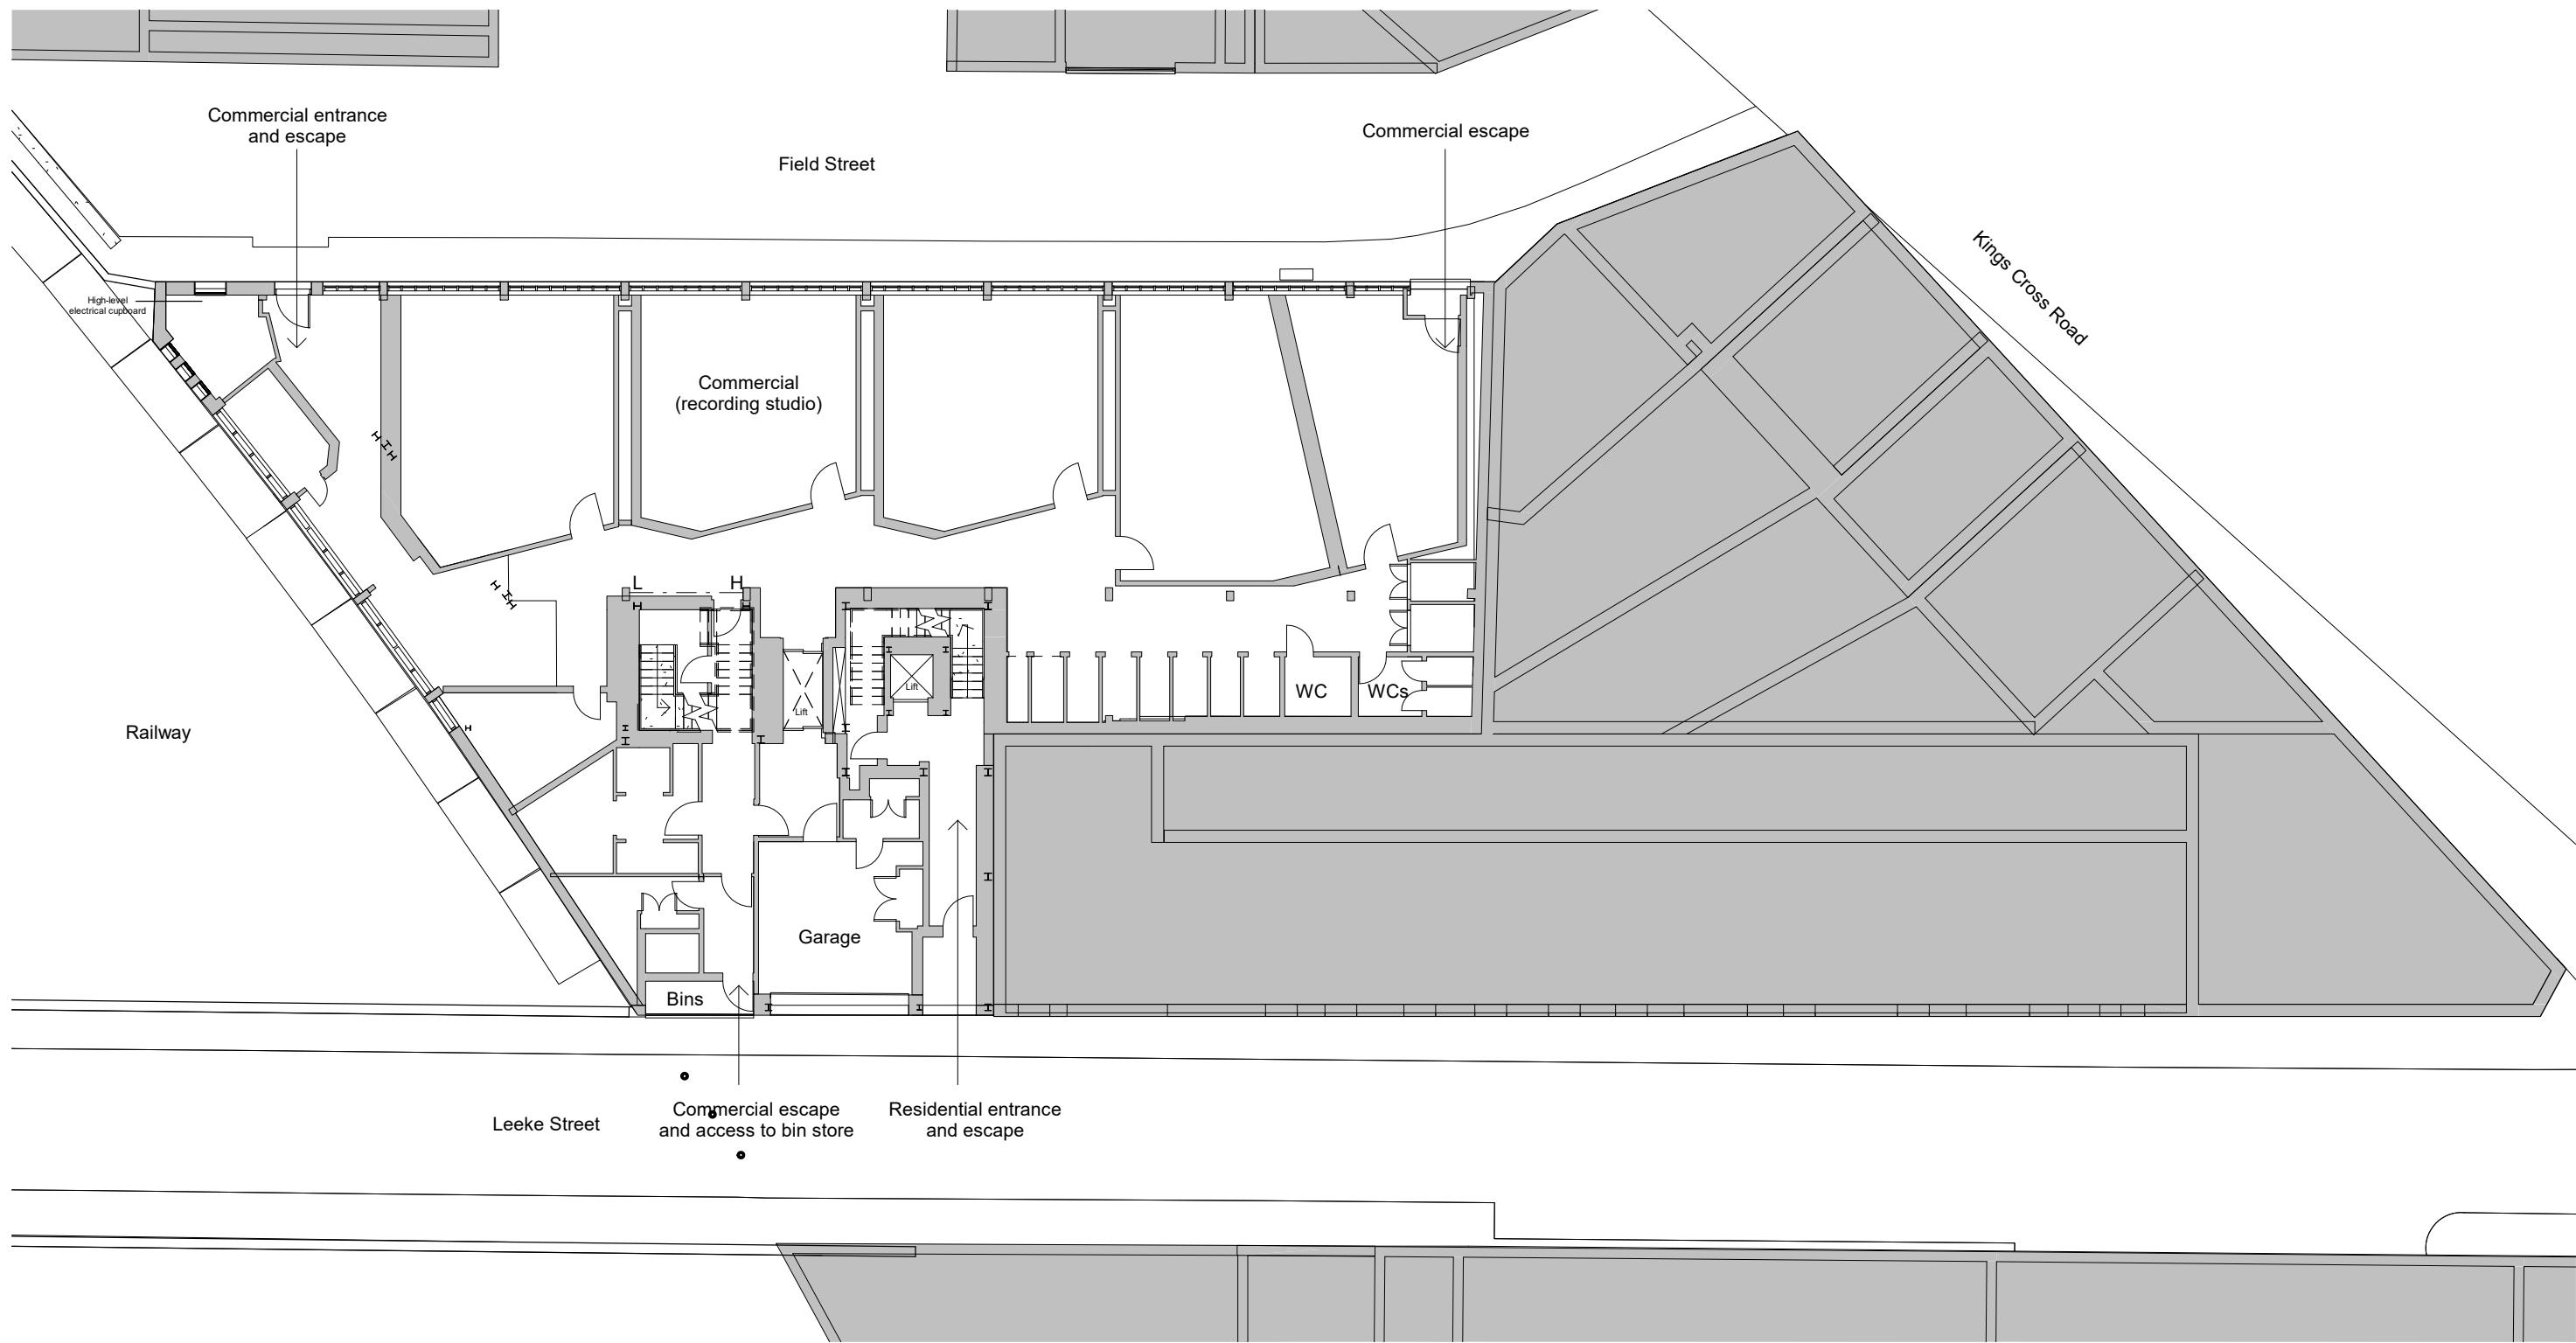 Commercial entrance
and escape
Commercial escape
Field Street
Kings Cross Road
High-level
electrical cupboard
Commercial
(recording studio)
L
H
Lift
Lift
WC
WCs
Railway
Garage
Bins
Leeke Street
Commercial escape
and access to bin store
Residential entrance
and escape